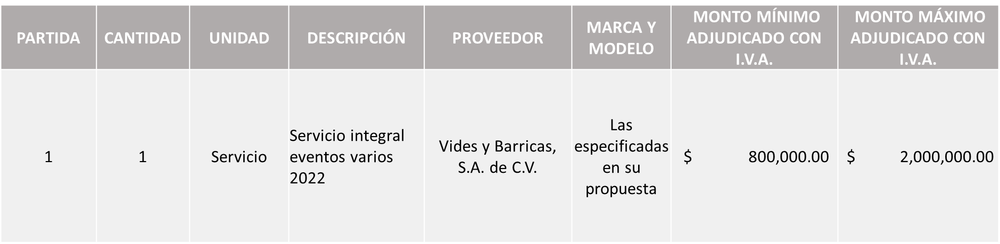 PARTIDA
CANTIDAD
UNIDAD
DESCRIPCIÓN
PROVEEDOR
MARCA Y
MODELO
MONTO MÍNIMO
ADJUDICADO CON
I.V.A.
MONTO MÁXIMO
ADJUDICADO CON
I.V.A.
1
1
Servicio
Servicio integral
eventos varios
2022
Vides y Barricas,
S.A. de C.V.
Las
especificadas
en su
propuesta
$ 800,000.00
$ 2,000,000.00